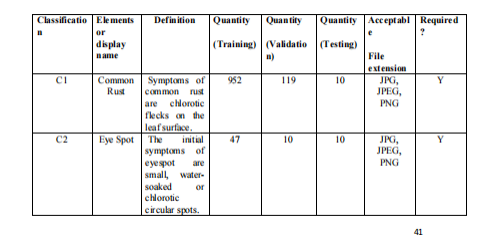 Classificatio Elements Definition Quantity Quantity Quantity Acceptabl Required
n or e ?
display (Training) (Validatio (Testing)
name n) File
extension
C1 Common Symptoms of 952 119 10 JPG, Y
Rust common rust JPEG,
are chlorotic PNG
flecks on the
leaf surface.
C2 Eye Spot The initial 47 10 10 JPG, Y
symptoms of JPEG,
eyespot are PNG
small, water-
soaked or
chlorotic
circular spots.
41